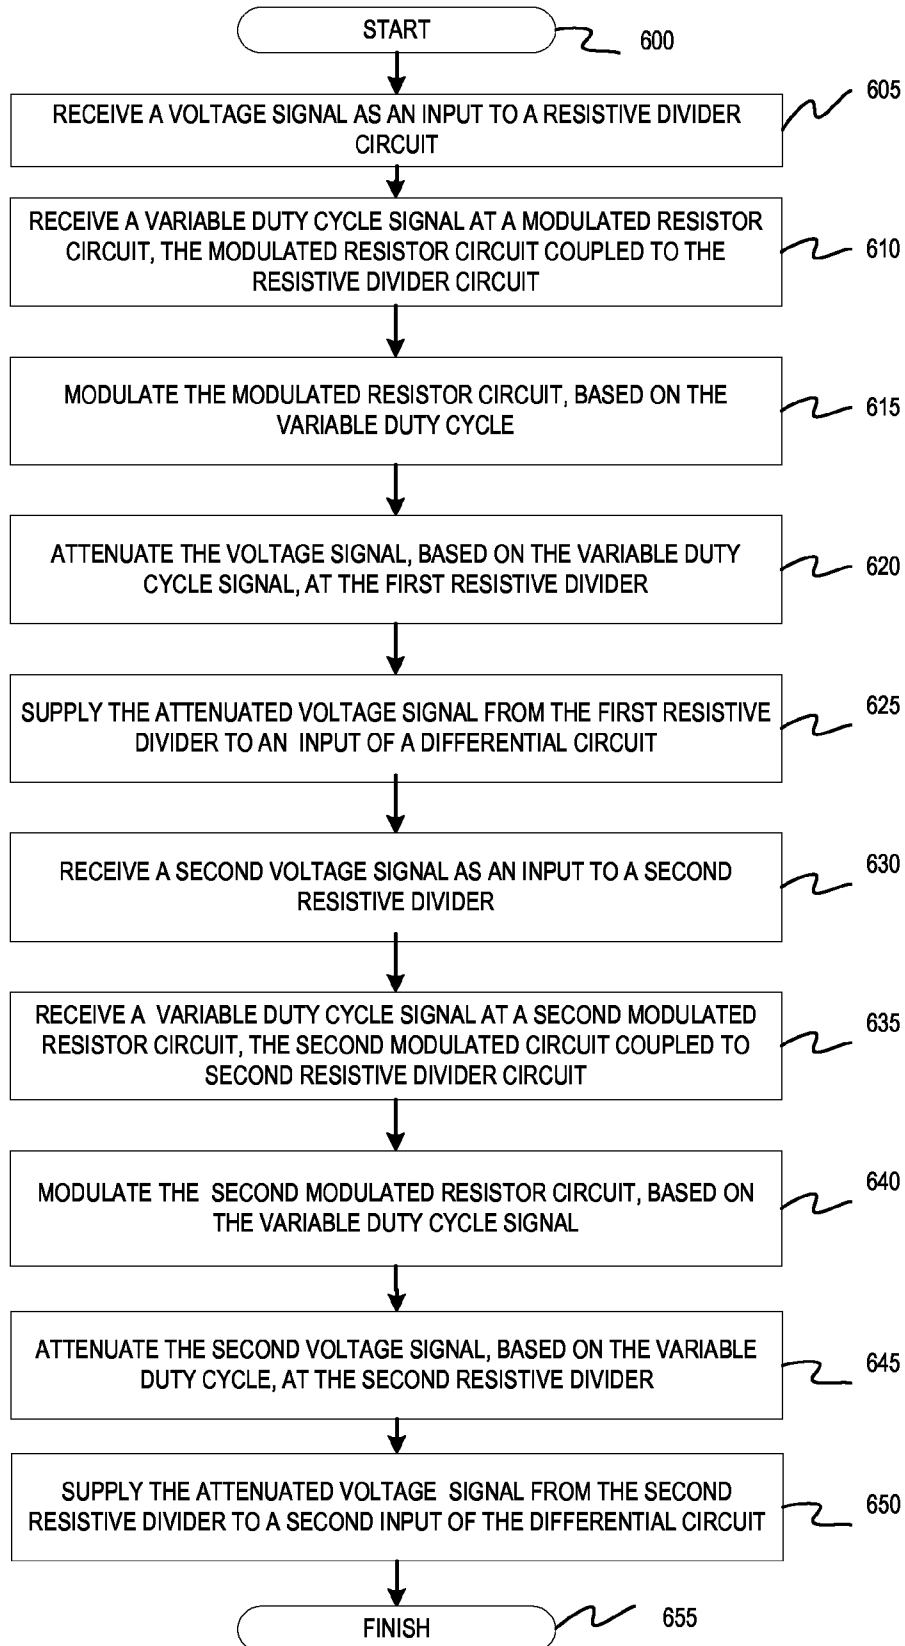 START
600
605
RECEIVE A VOLTAGE SIGNAL AS AN INPUT TO A RESISTIVE DIVIDER
CIRCUIT
RECEIVE A VARIABLE DUTY CYCLE SIGNAL AT A MODULATED RESISTOR
CIRCUIT, THE MODULATED RESISTOR CIRCUIT COUPLED TO THE
RESISTIVE DIVIDER CIRCUIT
610
MODULATE THE MODULATED RESISTOR CIRCUIT, BASED ON THE
VARIABLE DUTY CYCLE
615
ATTENUATE THE VOLTAGE SIGNAL, BASED ON THE VARIABLE DUTY
CYCLE SIGNAL, AT THE FIRST RESISTIVE DIVIDER
620
SUPPLY THE ATTENUATED VOLTAGE SIGNAL FROM THE FIRST RESISTIVE
DIVIDER TO AN INPUT OF A DIFFERENTIAL CIRCUIT
625
RECEIVE A SECOND VOLTAGE SIGNAL AS AN INPUT TO A SECOND
RESISTIVE DIVIDER
630
RECEIVE A VARIABLE DUTY CYCLE SIGNAL AT A SECOND MODULATED
RESISTOR CIRCUIT, THE SECOND MODULATED CIRCUIT COUPLED TO
SECOND RESISTIVE DIVIDER CIRCUIT
635
MODULATE THE SECOND MODULATED RESISTOR CIRCUIT, BASED ON
THE VARIABLE DUTY CYCLE SIGNAL
640
ATTENUATE THE SECOND VOLTAGE SIGNAL, BASED ON THE VARIABLE
DUTY CYCLE, AT THE SECOND RESISTIVE DIVIDER
645
SUPPLY THE ATTENUATED VOLTAGE SIGNAL FROM THE SECOND
RESISTIVE DIVIDER TO A SECOND INPUT OF THE DIFFERENTIAL CIRCUIT
650
FINISH
655